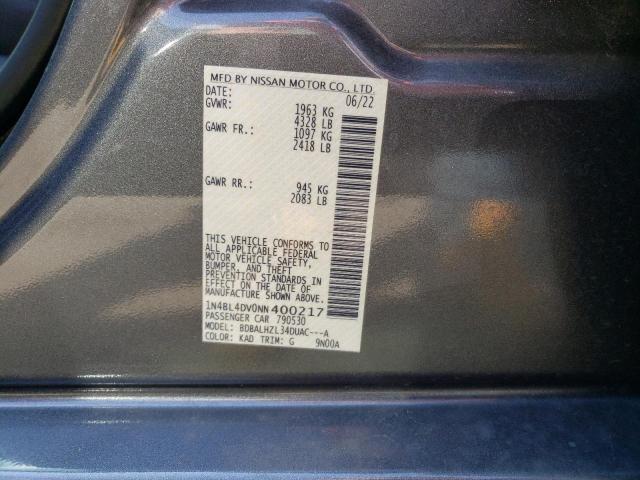 MFD BY NISSAN MOTOR CO., LTD.
DATE: 06/22
GVWR: 1963 KG
4328 LB
GAWR FR.: 1097 KG
2418 LB
GAWR RR.: 945 KG
2083 LB
THIS VEHICLE CONFORMS TO
ALL APPLICABLE FEDERAL
MOTOR VEHICLE SAFETY,
BUMPER, AND THEFT
PREVENTION STANDARDS IN
EFFECT ON THE DATE OF
MANUFACTURE SHOWN ABOVE.
1N4BL4DV0NN400217
PASSENGER CAR 790530
MODEL: BDBALHZL34DUAC---A
COLOR: KAD TRIM: G 9N00A